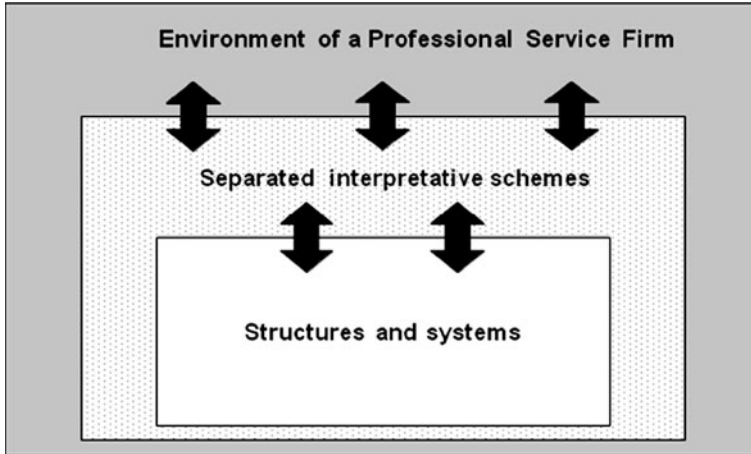 Environment of a Professional Service Firm
Separated interpretative schemes
Structures and systems